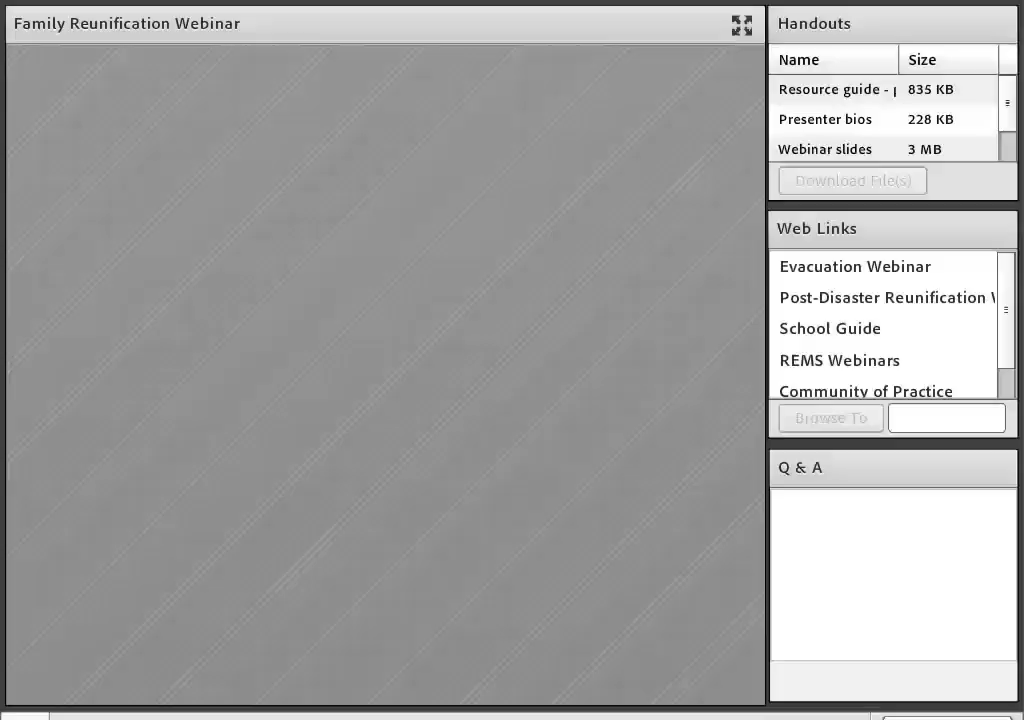 Family Reunification Webinar
Handouts
Name Size
Resource guide - 835 KB
Presenter bios 228 KB
Webinar slides 3 MB
Download File(s)
Web Links
Evacuation Webinar
Post-Disaster Reunification
School Guide
REMS Webinars
Community of Practice
Browse To
Q & A